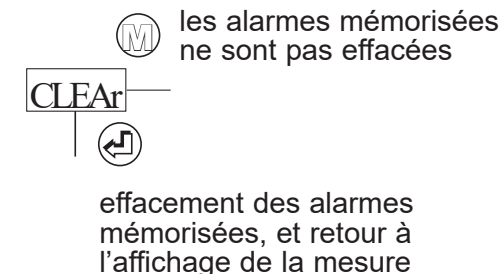 M
les alarmes mémorisées
ne sont pas effacées
CLEAr
effacement des alarmes
mémorisées, et retour à
l'affichage de la mesure